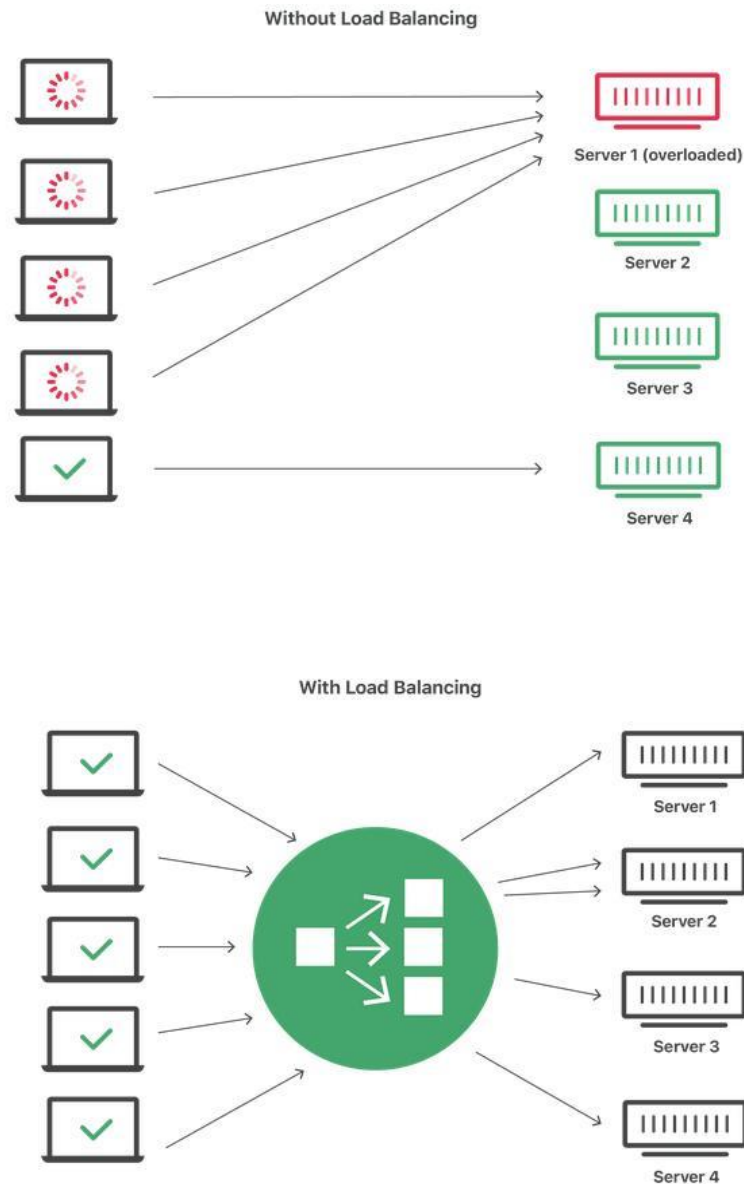 Without Load Balancing
Server 1 (overloaded)
Server 2
Server 3
Server 4
With Load Balancing
Server 1
Server 2
Server 3
Server 4